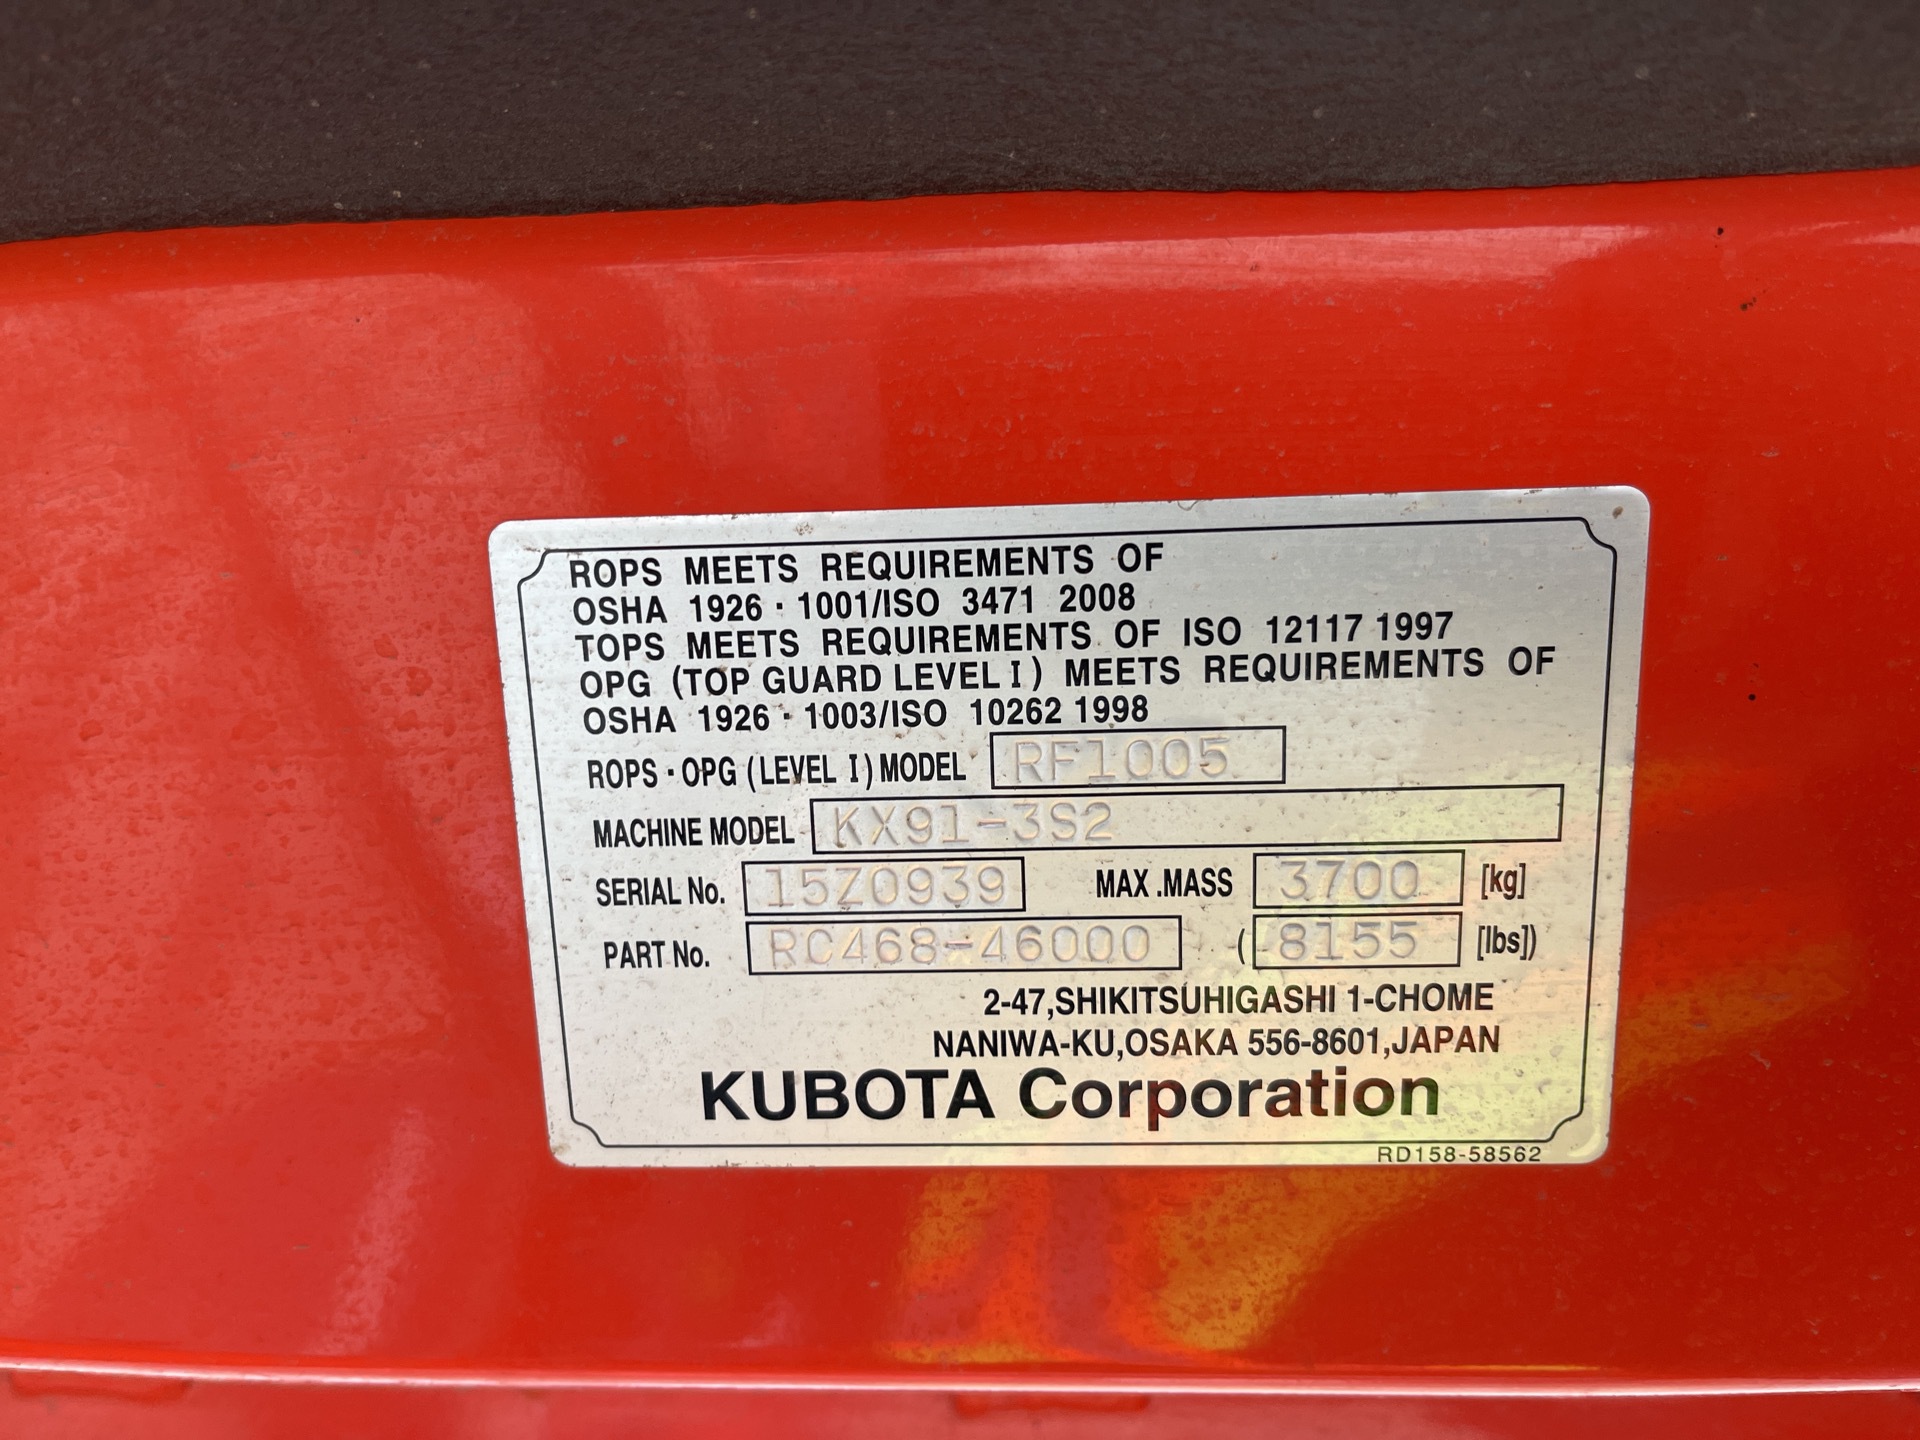 ROPS MEETS REQUIREMENTS OF
OSHA 1926・1001/ISO 3471 2008
TOPS MEETS REQUIREMENTS OF ISO 12117 1997
OPG (TOP GUARD LEVEL I) MEETS REQUIREMENTS OF
OSHA 1926・1003/ISO 10262 1998
ROPS・OPG (LEVEL I) MODEL RF1005
MACHINE MODEL KX91-3S2
SERIAL No. 15Z0939 MAX.MASS 3700 [kg]
PART No. RC468-46000 (8155 [lbs])
2-47,SHIKITSUHIGASHI 1-CHOME
NANIWA-KU,OSAKA 556-8601,JAPAN
KUBOTA Corporation
RD158-58562